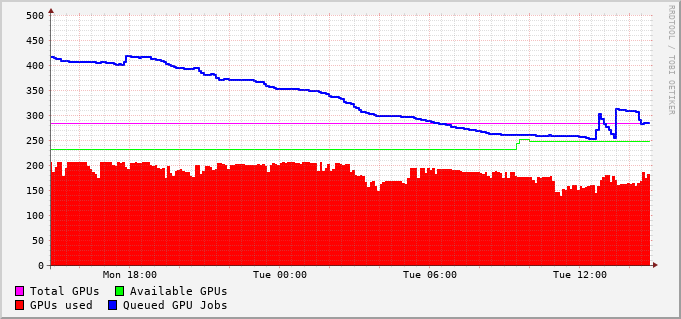 500
450
400
350
300
250
200
150
100
50
0
Mon 18:00 Tue 00:00 Tue 06:00 Tue 12:00
Total GPUs Available GPUs
GPUs used Queued GPU Jobs
RRDTOOL / TOBI OETIKER